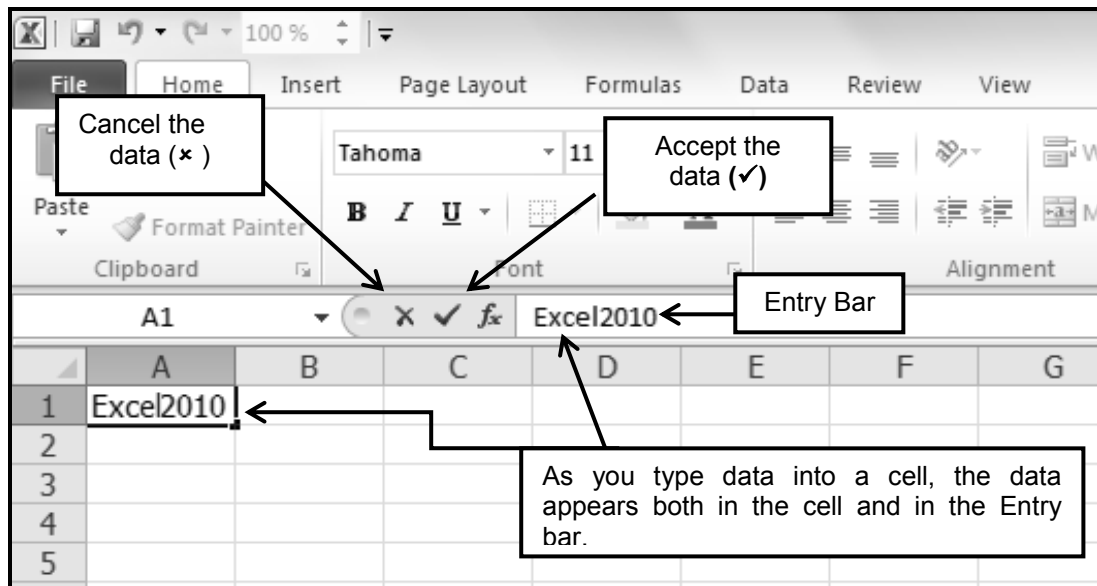 100 %
File Home Insert Page Layout Formulas Data Review View
Cancel the
data (× )
Accept the
data (✓)
Tahoma 11
Paste
B I U
Format Painter
Clipboard Font Alignment
A1 × ✓ fx Excel2010
Entry Bar
A B C D E F G
1 Excel2010
2
3
4
5
As you type data into a cell, the data
appears both in the cell and in the Entry
bar.